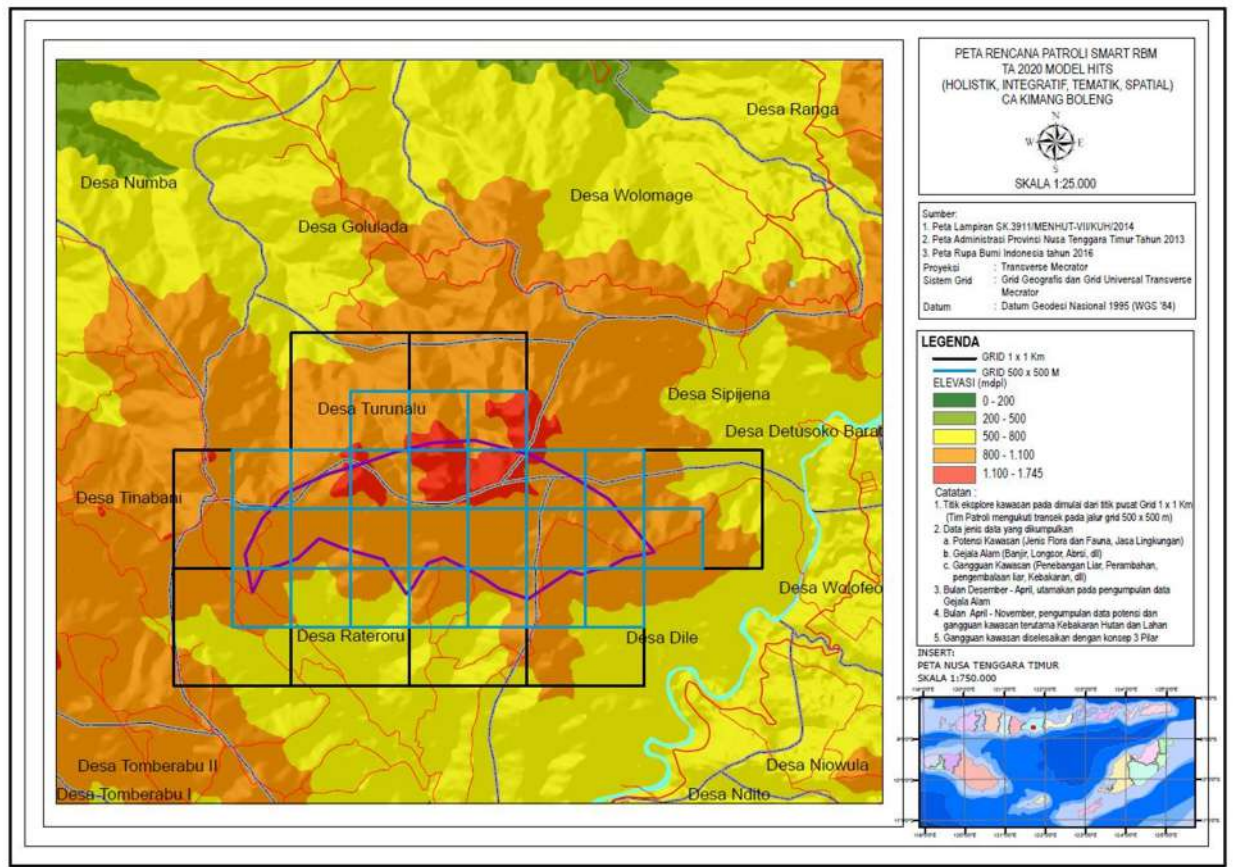 PETA RENCANA PATROLI SMART RBM
TA 2020 MODEL HITS
(HOLISTIK, INTEGRATIF, TEMATIK, SPATIAL)
CA KIMANG BOLENG
N
W E
S
SKALA 1:25.000
Sumber:
1. Peta Lampiran SK.3911/MENHUT-VII/KUH/2014
2. Peta Administrasi Provinsi Nusa Tenggara Timur Tahun 2013
3. Peta Rupa Bumi Indonesia tahun 2016
Proyeksi : Transverse Mecrator
Sistem Grid : Grid Geografis dan Grid Universal Transverse
Mecrator
Datum : Datum Geodesi Nasional 1995 (WGS '84)
LEGENDA
GRID 1 x 1 Km
GRID 500 x 500 M
ELEVASI (mdpl)
0 - 200
200 - 500
500 - 800
800 - 1.100
1.100 - 1.745
Catatan :
1. Titik eksplore kawasan pada dimulai dari titik pusat Grid 1 x 1 Km
(Tim Patroli mengukuti transek pada jalur grid 500 x 500 m)
2. Data jenis data yang dikumpulkan
a. Potensi Kawasan (Jenis Flora dan Fauna, Jasa Lingkungan)
b. Gejala Alam (Banjir, Longsor, Abrsi, dll)
c. Gangguan Kawasan (Penebangan Liar, Perambahan,
pengembalaan liar, Kebakaran, dll)
3. Bulan Desember - April, utamakan pada pengumpulan data
Gejala Alam
4. Bulan April - November, pengumpulan data potensi dan
gangguan kawasan terutama Kebakaran Hutan dan Lahan
5. Gangguan kawasan diselesaikan dengan konsep 3 Pilar
INSERT:
PETA NUSA TENGGARA TIMUR
SKALA 1:750.000
Desa Ranga
Desa Numba
Desa Wolomage
Desa Golulada
Desa Sipijena
Desa Turunalu
Desa Detusoko Barat
Desa Tinabani
Desa Wolofeo
Desa Rateroru
Desa Dile
Desa Tomberabu II
Desa Niowula
Desa Tomberabu I
Desa Ndito